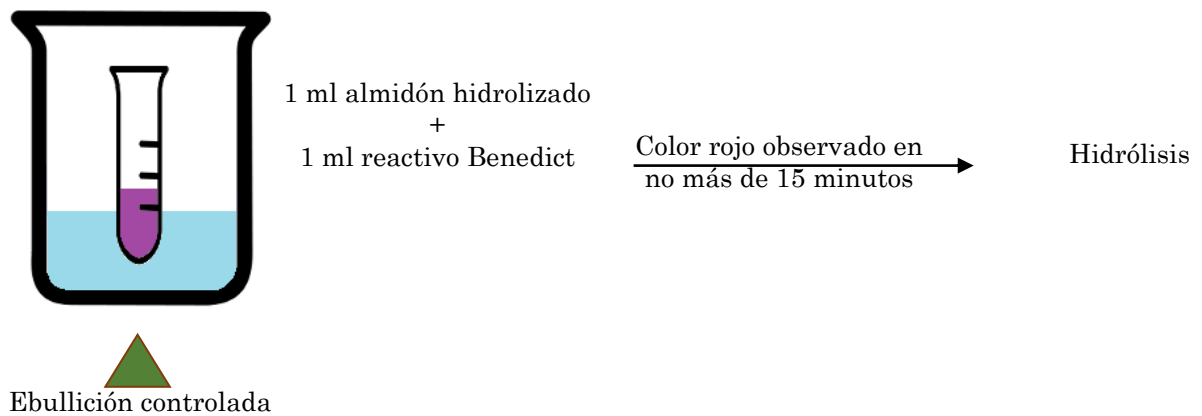 1 ml almidón hidrolizado
+
1 ml reactivo Benedict
Color rojo observado en
no más de 15 minutos
Hidrólisis
Ebullición controlada